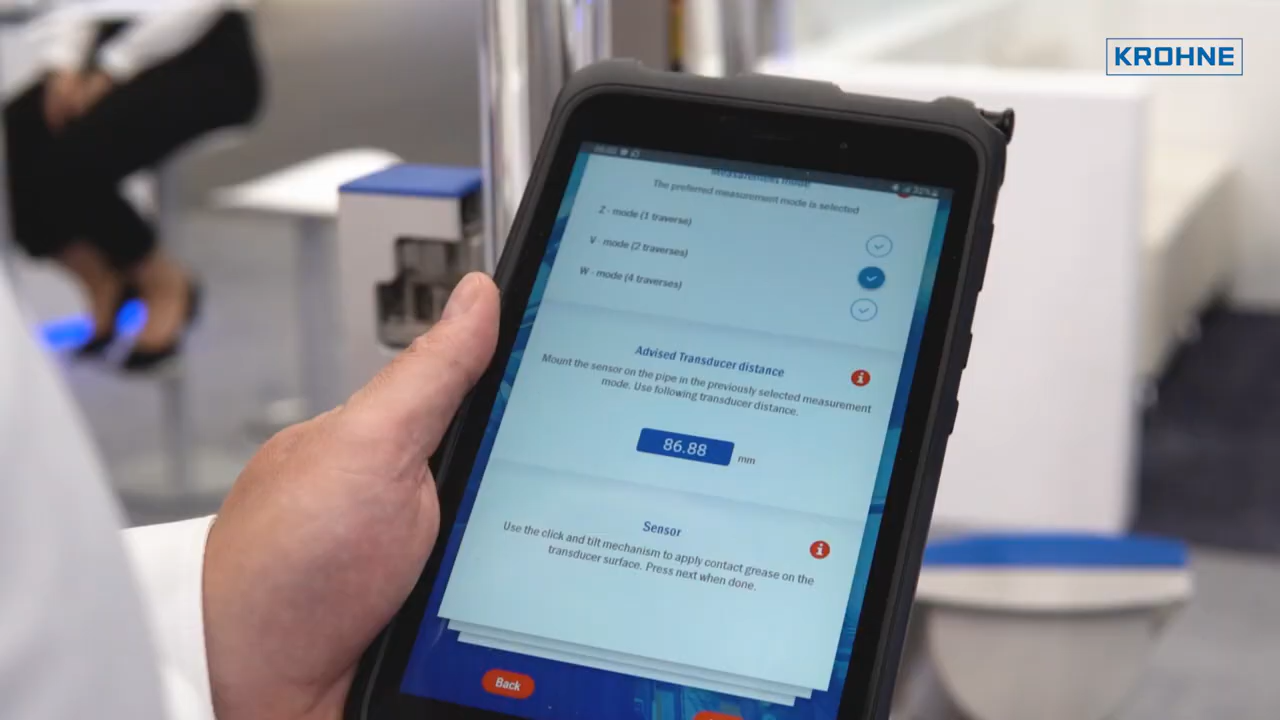 KROHNE
Measurement mode
The preferred measurement mode is selected
Z - mode (1 traverse)
V - mode (2 traverses)
W - mode (4 traverses)
Advised Transducer distance
Mount the sensor on the pipe in the previously selected measurement
mode. Use following transducer distance.
86.88 mm
Sensor
Use the click and tilt mechanism to apply contact grease on the
transducer surface. Press next when done.
Back